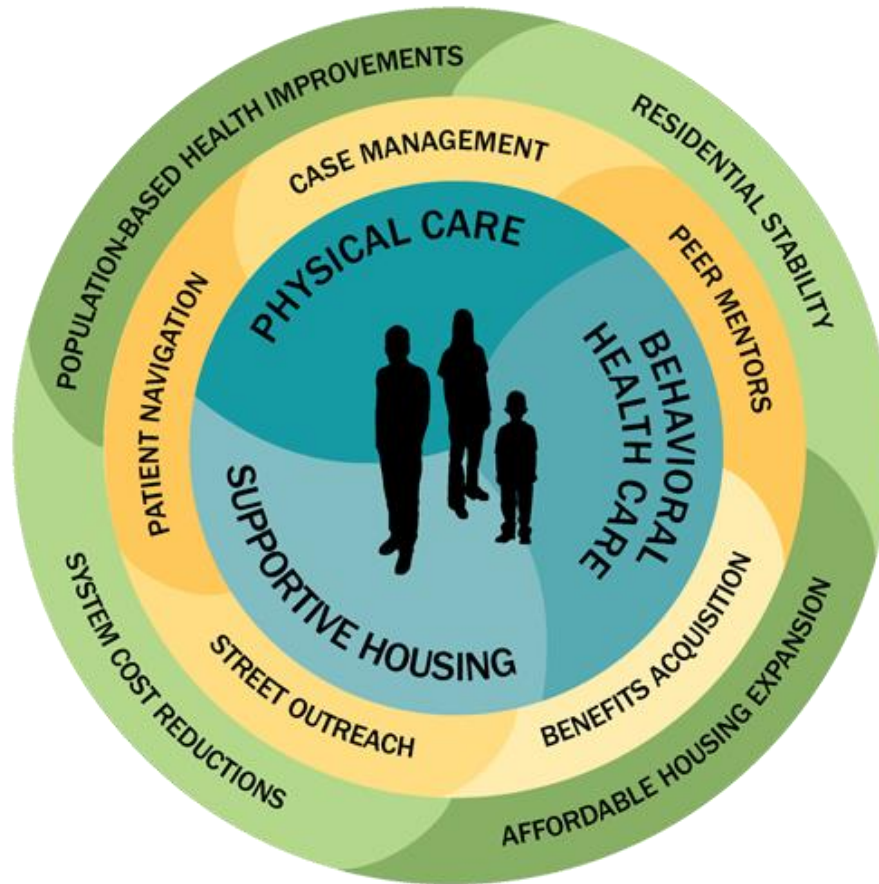 POPULATION-BASED HEALTH IMPROVEMENTS
RESIDENTIAL STABILITY
AFFORDABLE HOUSING EXPANSION
SYSTEM COST REDUCTIONS
CASE MANAGEMENT
PEER MENTORS
BENEFITS ACQUISITION
STREET OUTREACH
PATIENT NAVIGATION
PHYSICAL CARE
BEHAVIORAL
HEALTH CARE
SUPPORTIVE HOUSING